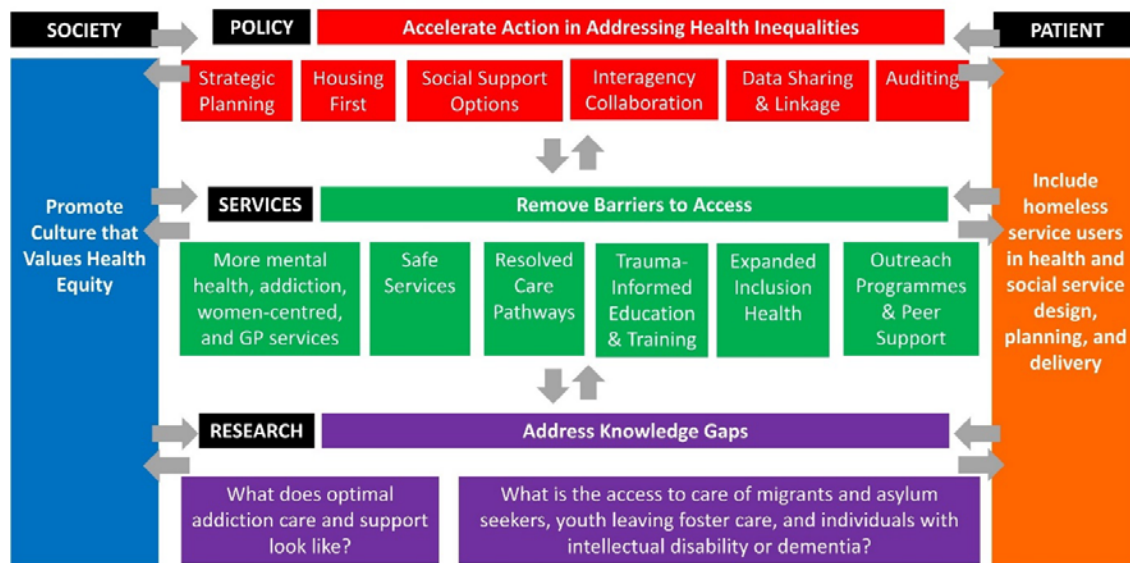 SOCIETY
POLICY
Accelerate Action in Addressing Health Inequalities
PATIENT
Strategic
Planning
Housing
First
Social Support
Options
Interagency
Collaboration
Data Sharing
& Linkage
Auditing
Promote
Culture that
Values Health
Equity
SERVICES
Remove Barriers to Access
More mental
health, addiction,
women-centred,
and GP services
Safe
Services
Resolved
Care
Pathways
Trauma-
Informed
Education
& Training
Expanded
Inclusion
Health
Outreach
Programmes
& Peer
Support
Include
homeless
service users
in health and
social service
design,
planning, and
delivery
RESEARCH
Address Knowledge Gaps
What does optimal
addiction care and support
look like?
What is the access to care of migrants and asylum
seekers, youth leaving foster care, and individuals with
intellectual disability or dementia?